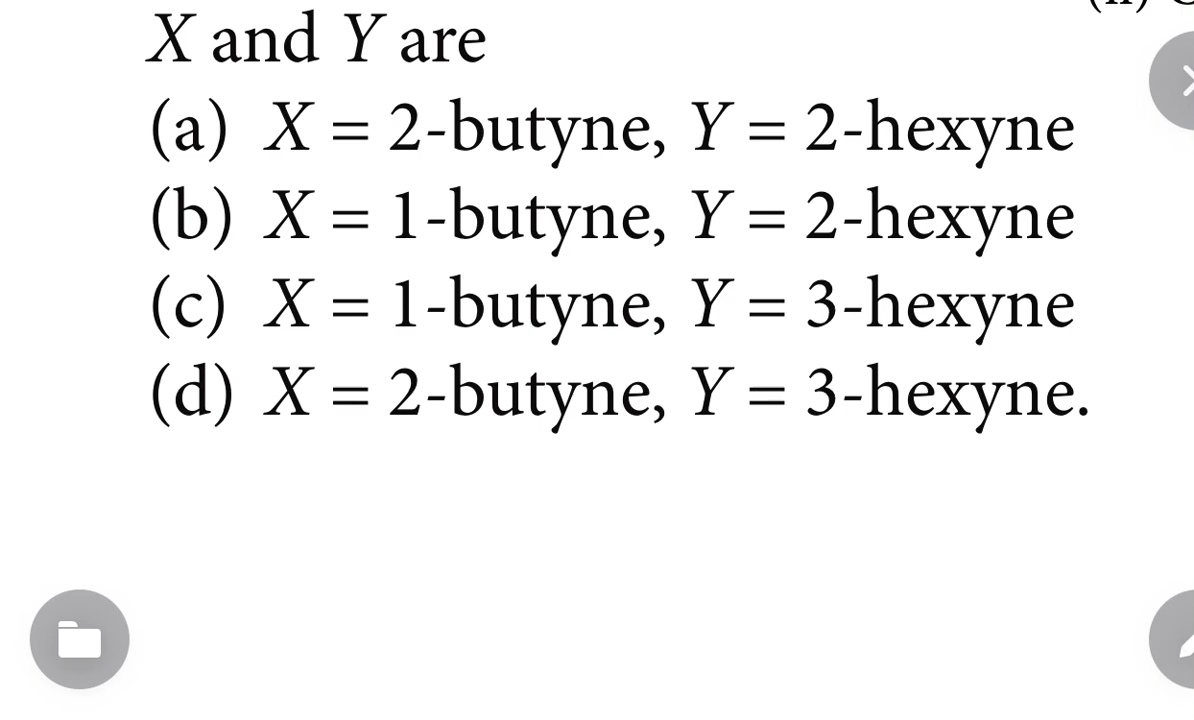 X and Y are
(a) X = 2-butyne, Y = 2-hexyne
(b) X = 1-butyne, Y = 2-hexyne
(c) X = 1-butyne, Y = 3-hexyne
(d) X = 2-butyne, Y = 3-hexyne.